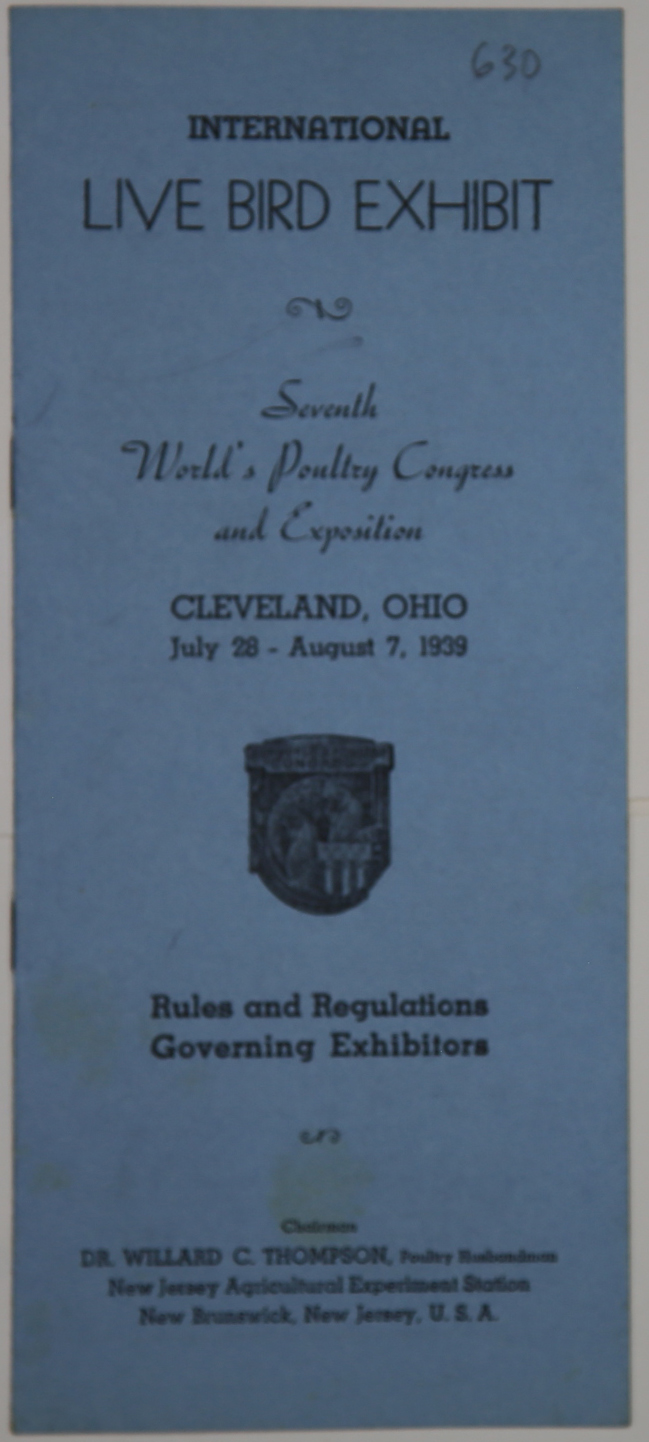 630
INTERNATIONAL
LIVE BIRD EXHIBIT
Seventh
World's Poultry Congress
and Exposition
CLEVELAND, OHIO
July 28 - August 7, 1939
Rules and Regulations
Governing Exhibitors
Chairman
DR. WILLARD C. THOMPSON, Poultry Husbandman
New Jersey Agricultural Experiment Station
New Brunswick, New Jersey, U. S. A.